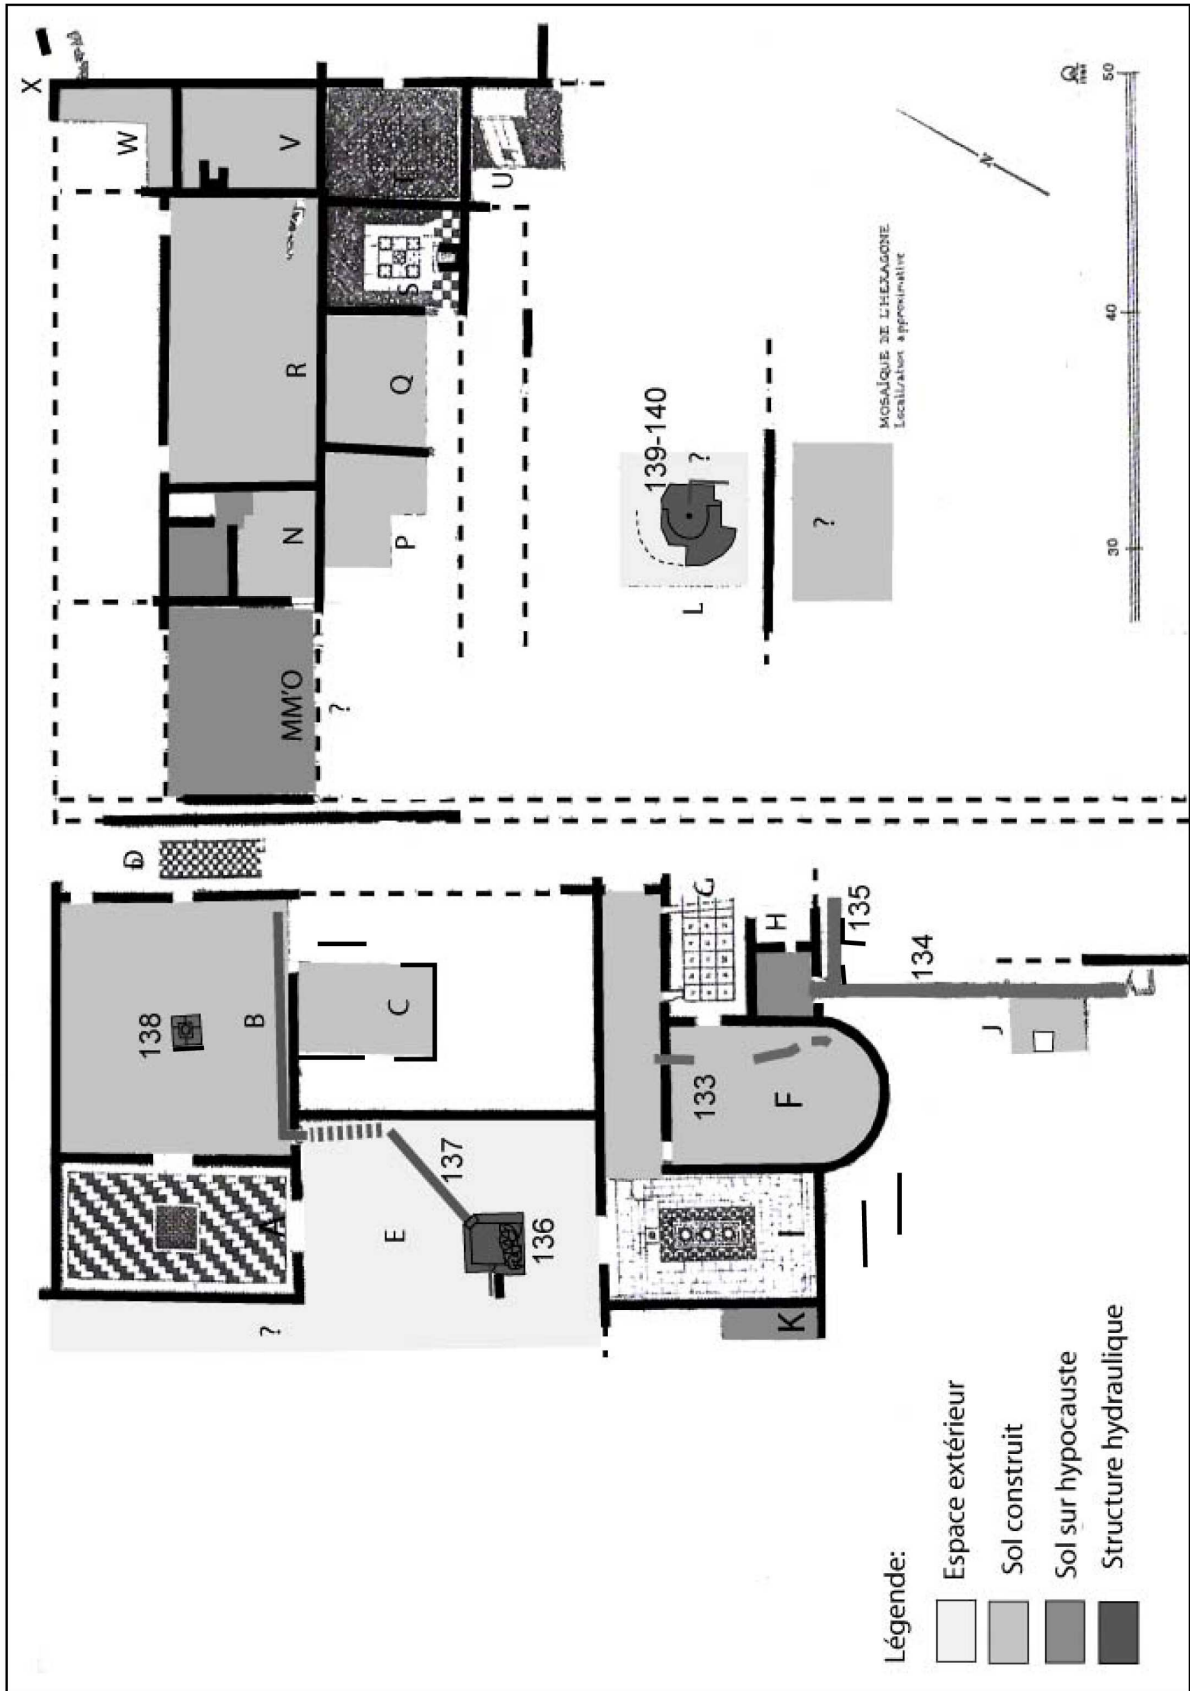 X
W
V
T
U
S
R
Q
N
P
MM'O
?
D
139-140
?
L
?
MOSAÏQUE DE L'HEXAGONE
Localisation approximative
N
50
40
30
138
B
C
A
137
E
136
?
G
H
135
134
J
133
F
I
K
Légende:
Espace extérieur
Sol construit
Sol sur hypocauste
Structure hydraulique